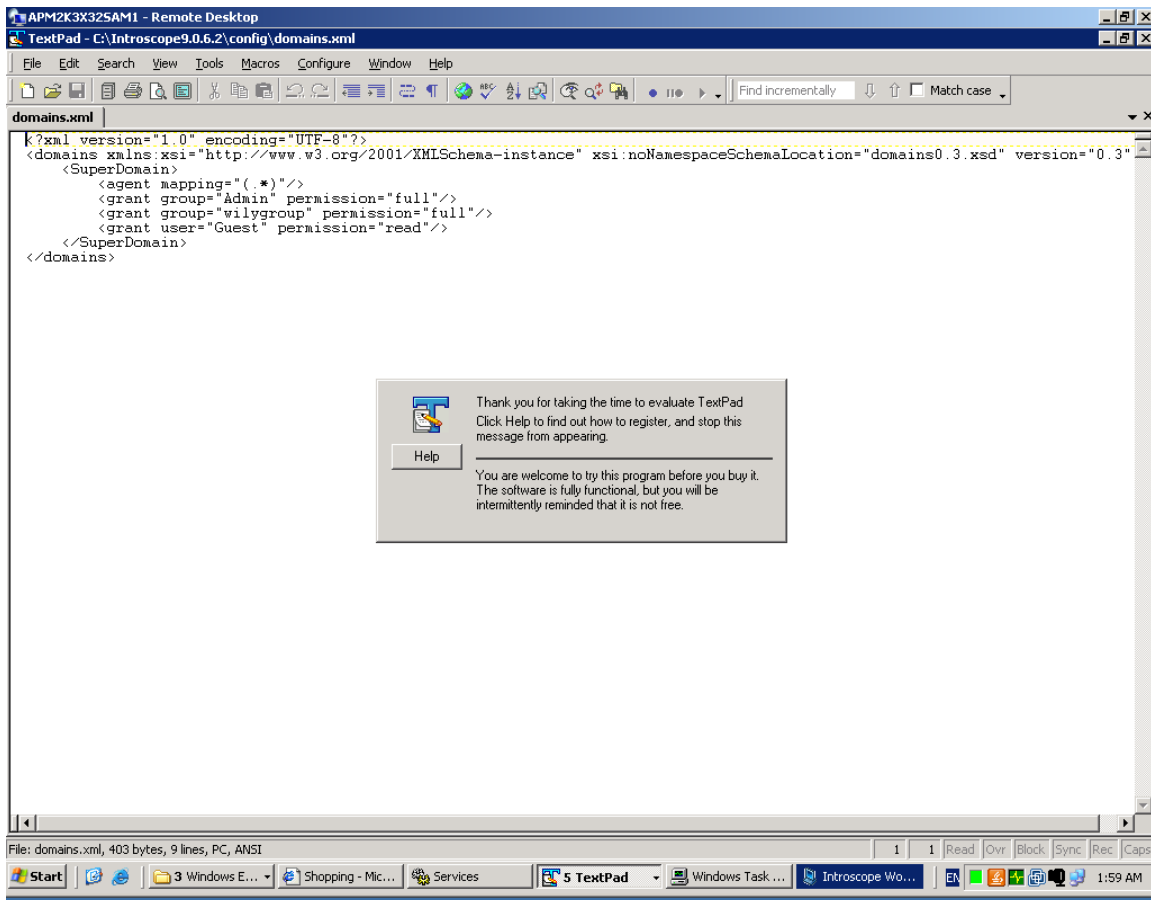 APM2K3X32SAM1 - Remote Desktop
TextPad - C:\Introscope9.0.6.2\config\domains.xml
File Edit Search View Tools Macros Configure Window Help
Find incrementally Match case
domains.xml
<?xml version="1.0" encoding="UTF-8"?>
<domains xmlns:xsi="http://www.w3.org/2001/XMLSchema-instance" xsi:noNamespaceSchemaLocation="domains0.3.xsd" version="0.3"
<SuperDomain>
<agent mapping="(.*)"/>
<grant group="Admin" permission="full"/>
<grant group="wilygroup" permission="full"/>
<grant user="Guest" permission="read"/>
</SuperDomain>
</domains>
Thank you for taking the time to evaluate TextPad
Click Help to find out how to register, and stop this
message from appearing.
Help
You are welcome to try this program before you buy it.
The software is fully functional, but you will be
intermittently reminded that it is not free.
File: domains.xml, 403 bytes, 9 lines, PC, ANSI 1 1 Read Ovr Block Sync Rec Caps
Start 3 Windows E... Shopping - Mic... Services 5 TextPad Windows Task ... Introscope Wo... EN 1:59 AM